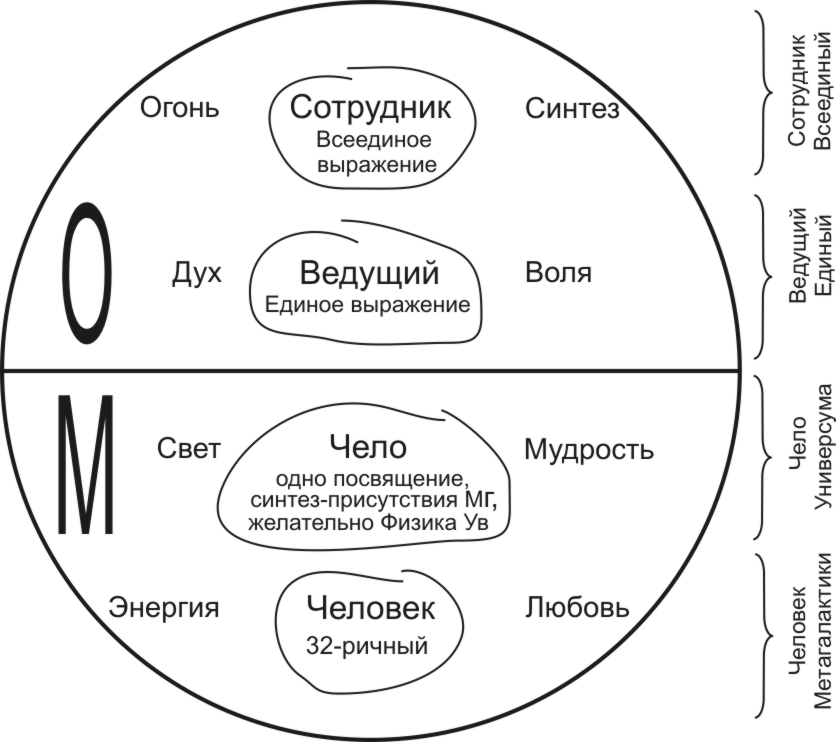 Огонь
Сотрудник
Всеединое
выражение
Синтез
Сотрудник
Всеединый
О
Дух
Ведущий
Единое выражение
Воля
Ведущий
Единый
М
Свет
Чело
одно посвящение,
синтез-присутствия Мг,
желательно Физика Ув
Мудрость
Чело
Универсума
Энергия
Человек
32-ричный
Любовь
Человек
Метагалактики